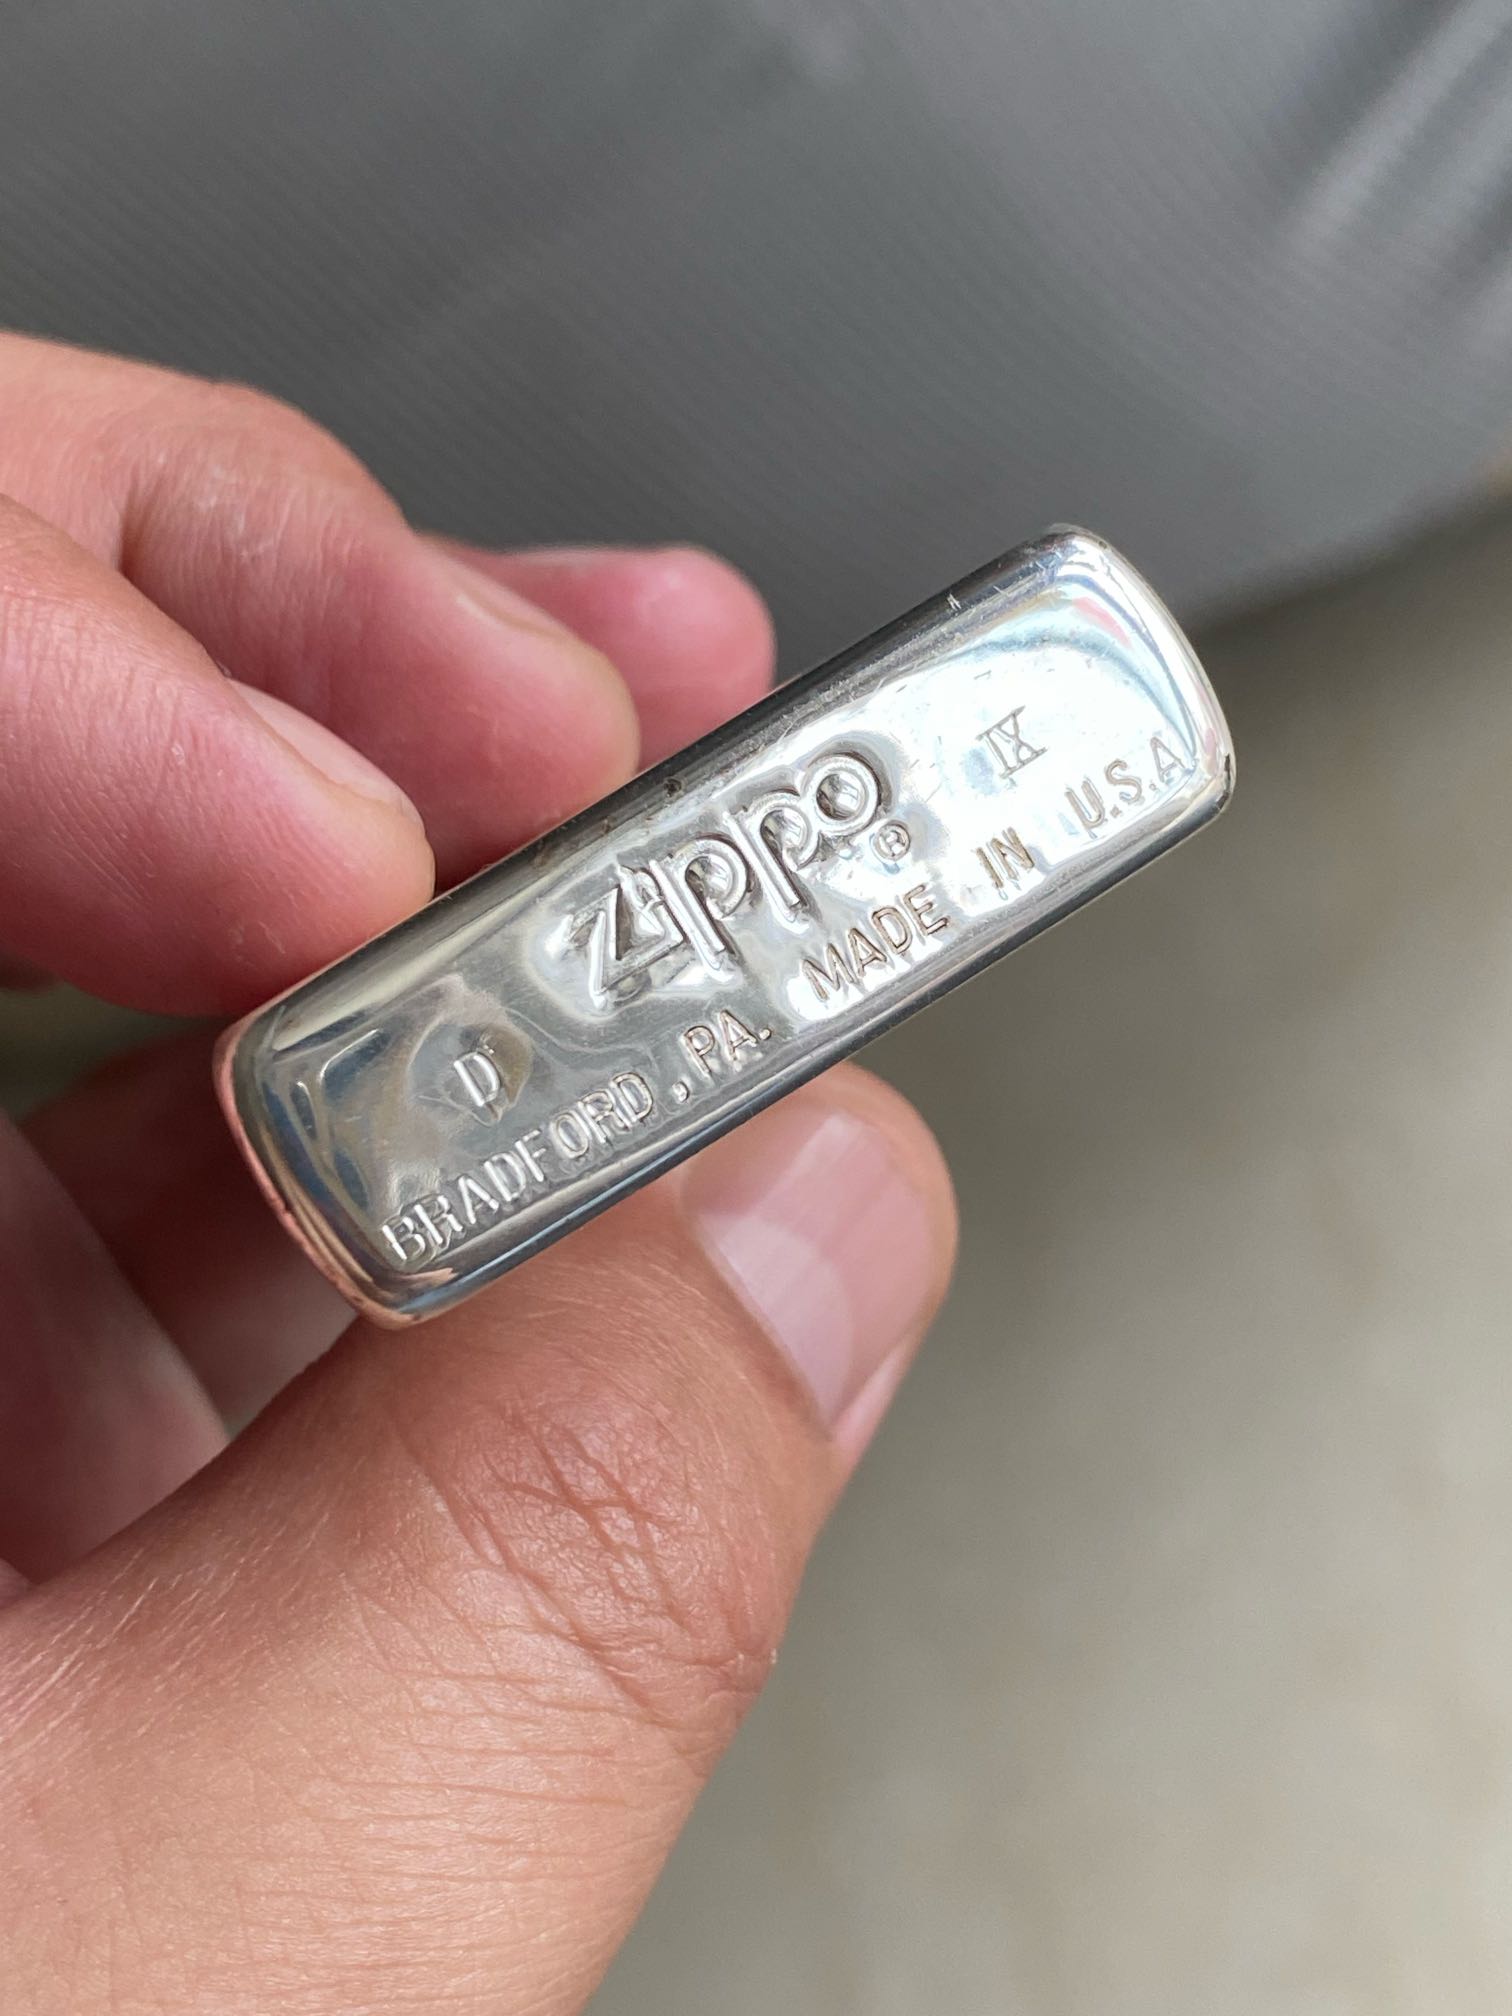 D zippo ® IX
BRADFORD, PA. MADE IN U.S.A